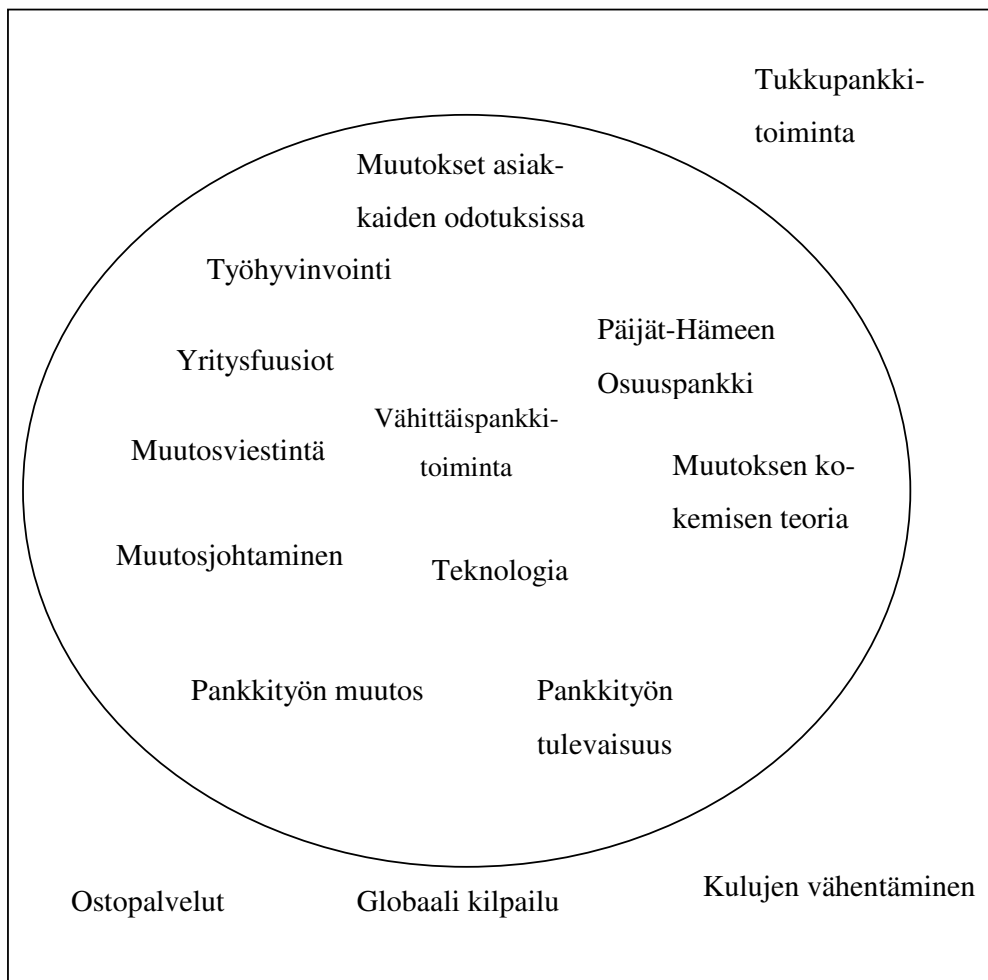 Tukkupankki-
toiminta
Muutokset asiak-
kaiden odotuksissa
Työhyvinvointi
Päijät-Hämeen
Osuuspankki
Yritysfuusiot
Vähittäispankki-
toiminta
Muutosviestintä
Muutoksen ko-
kemisen teoria
Muutosjohtaminen
Teknologia
Pankkityön muutos
Pankkityön
tulevaisuus
Ostopalvelut
Globaali kilpailu
Kulujen vähentäminen